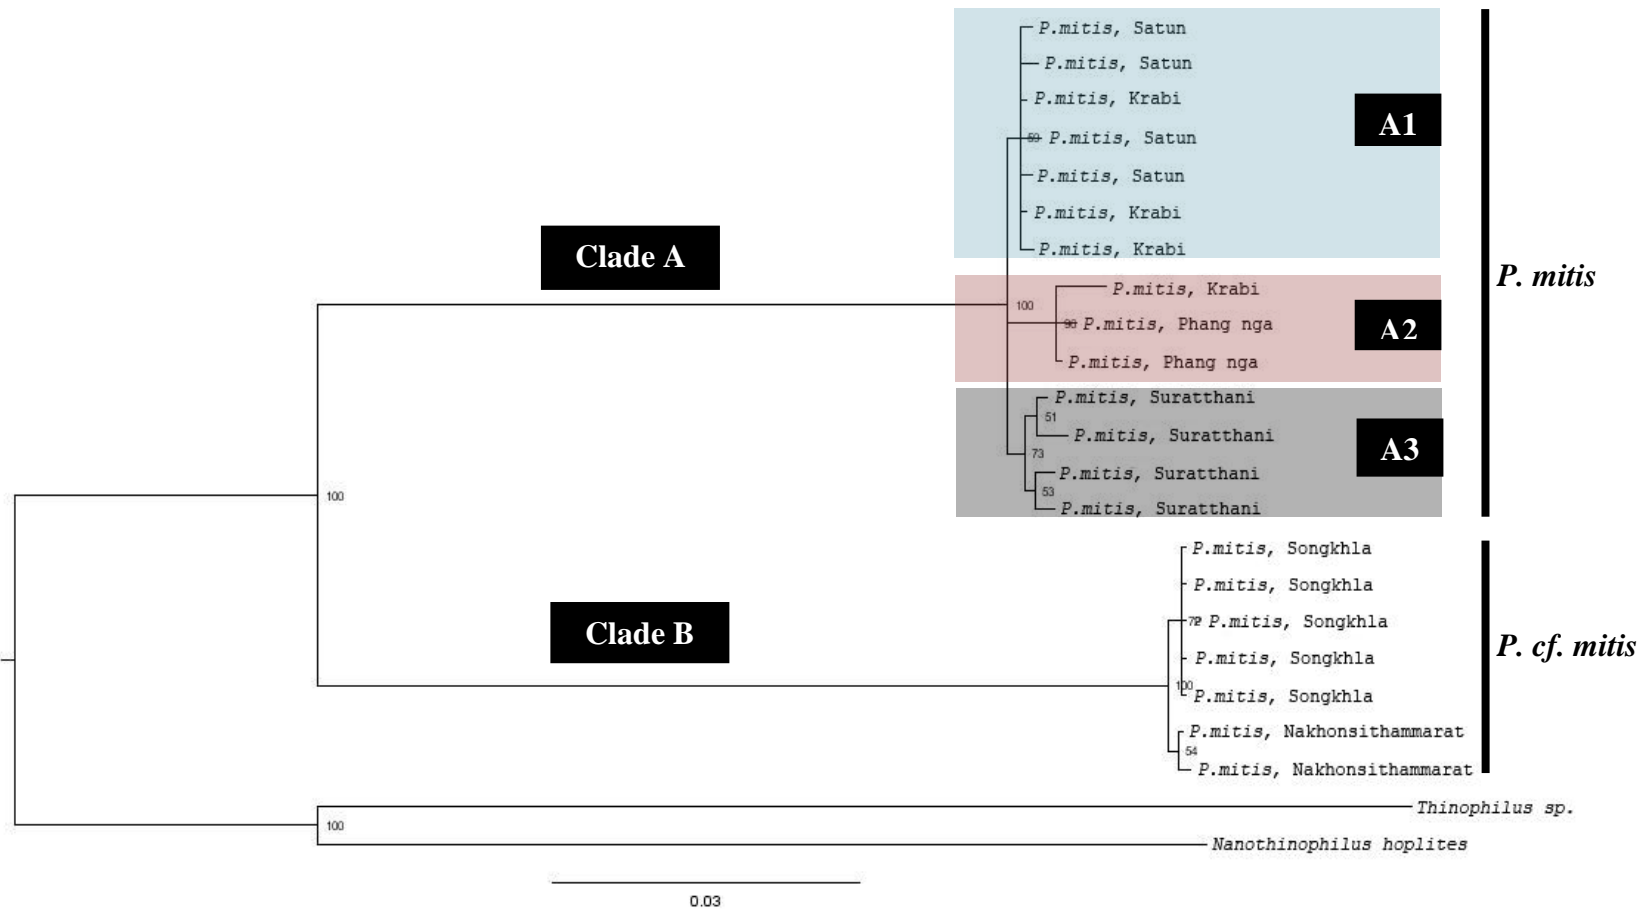 P.mitis, Satun
P.mitis, Satun
P.mitis, Krabi
A1
59 P.mitis, Satun
P.mitis, Satun
P.mitis, Krabi
P.mitis, Krabi
Clade A
P. mitis
P.mitis, Krabi
100
P.mitis, Phang nga
A2
P.mitis, Phang nga
P.mitis, Suratthani
51
P.mitis, Suratthani
A3
73
P.mitis, Suratthani
53
P.mitis, Suratthani
100
P.mitis, Songkhla
P.mitis, Songkhla
P.mitis, Songkhla
Clade B
P. cf. mitis
P.mitis, Songkhla
100
P.mitis, Songkhla
P.mitis, Nakhonsithammarat
54
P.mitis, Nakhonsithammarat
Thinophilus sp.
100
Nanothinophilus hoplites
0.03